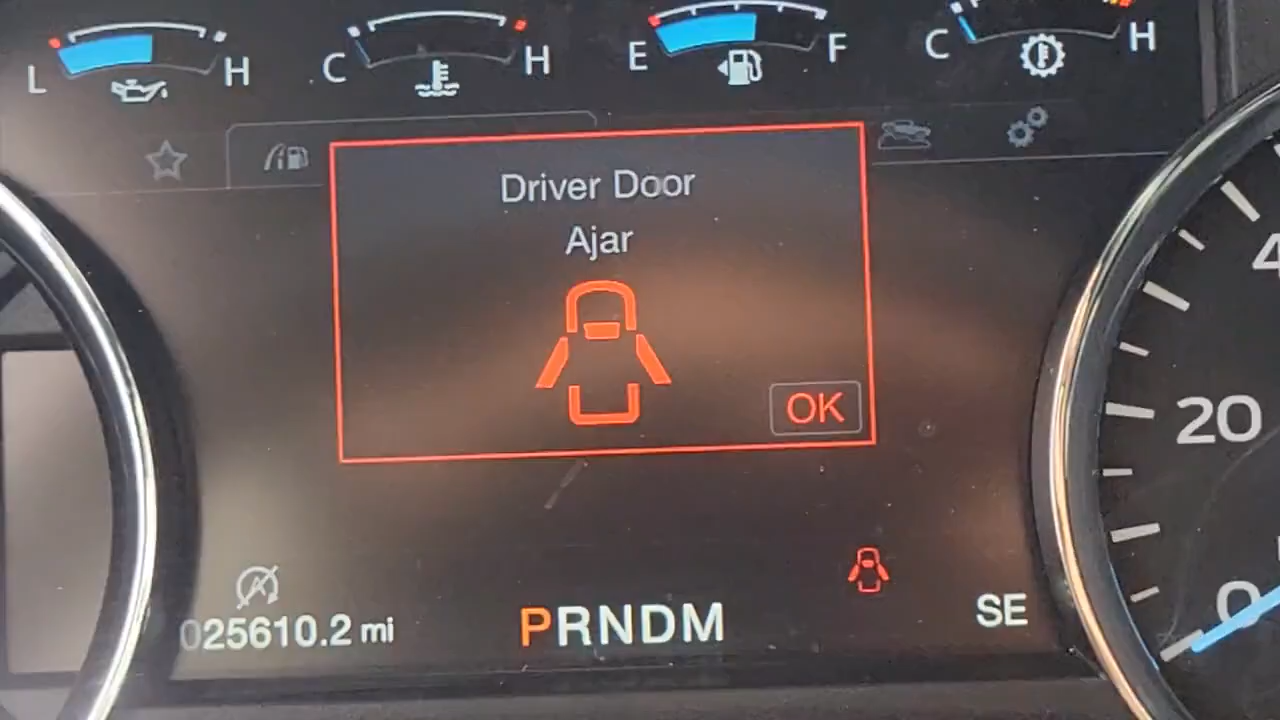 L H C H E F C H
Driver Door
Ajar
OK
20
0
025610.2 mi
PRNDM
SE